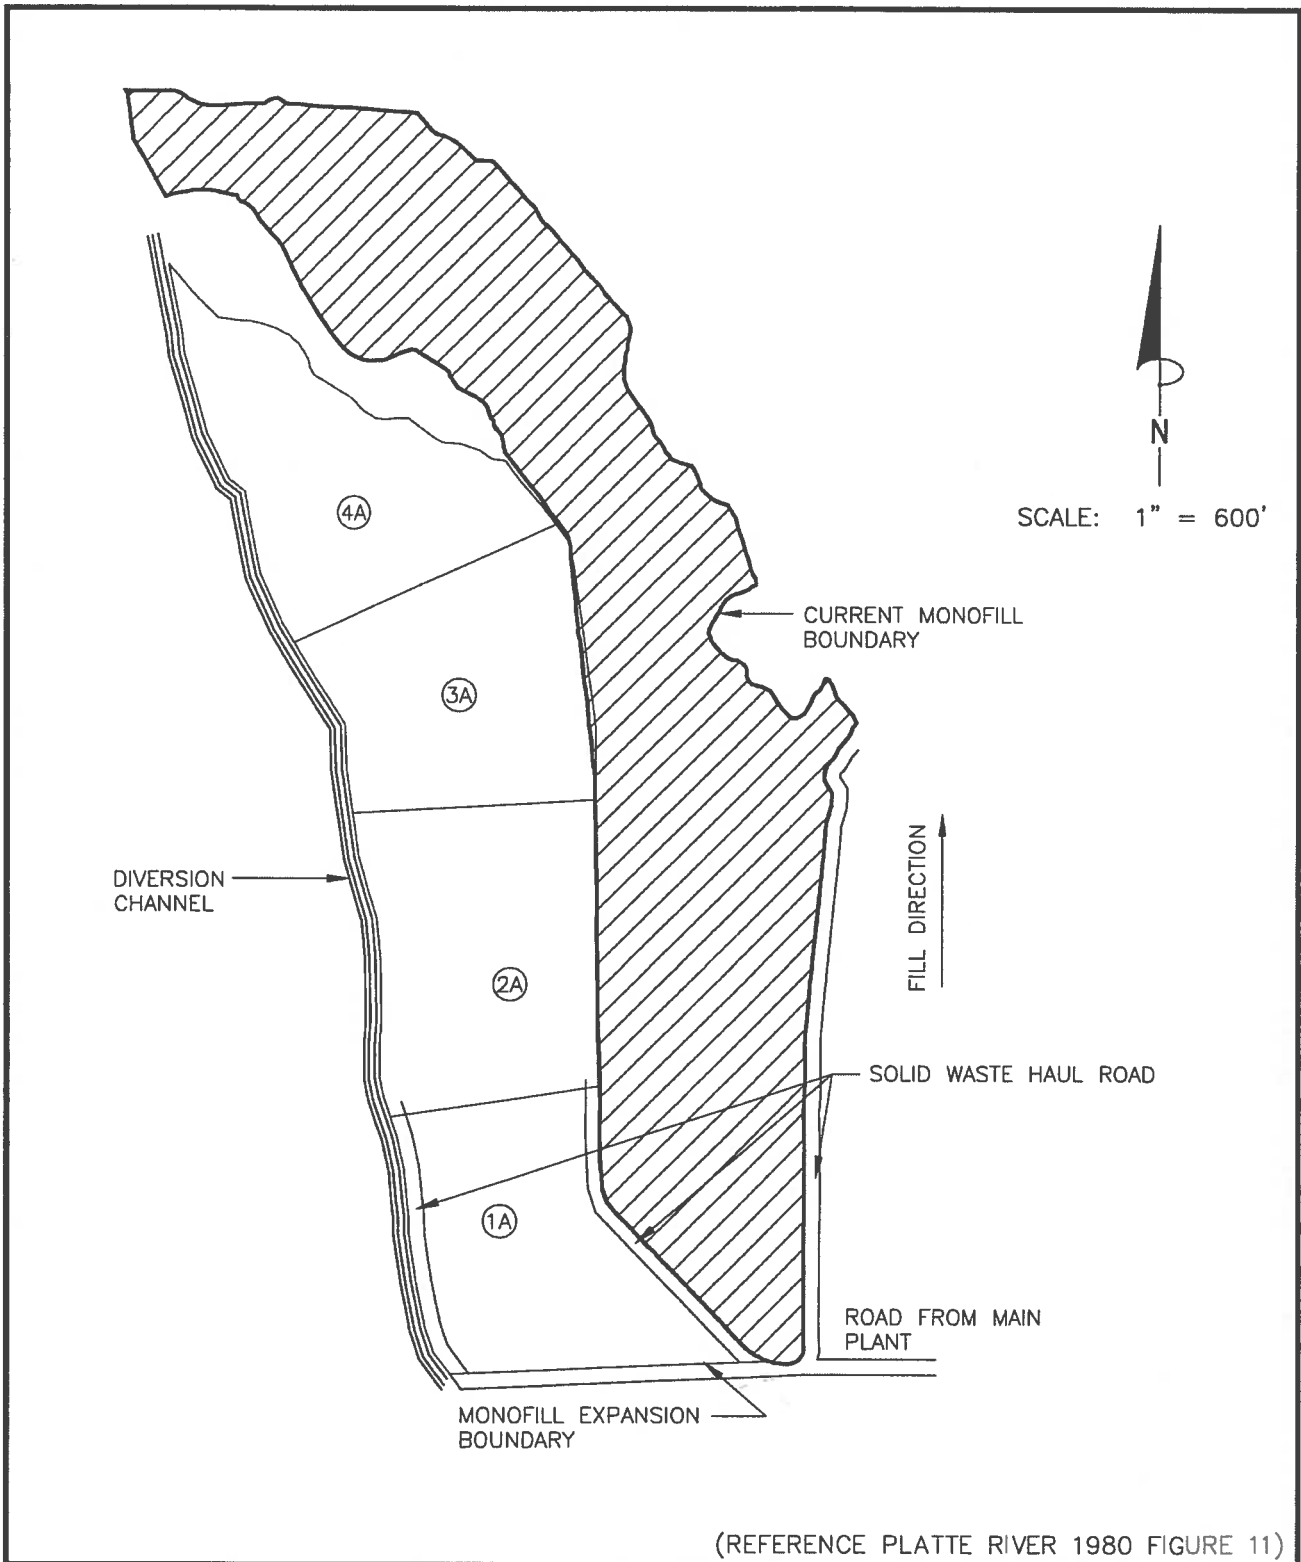 N
SCALE: 1" = 600'
4A
CURRENT MONOFILL
BOUNDARY
3A
FILL DIRECTION
DIVERSION
CHANNEL
2A
SOLID WASTE HAUL ROAD
1A
ROAD FROM MAIN
PLANT
MONOFILL EXPANSION
BOUNDARY
(REFERENCE PLATTE RIVER 1980 FIGURE 11)